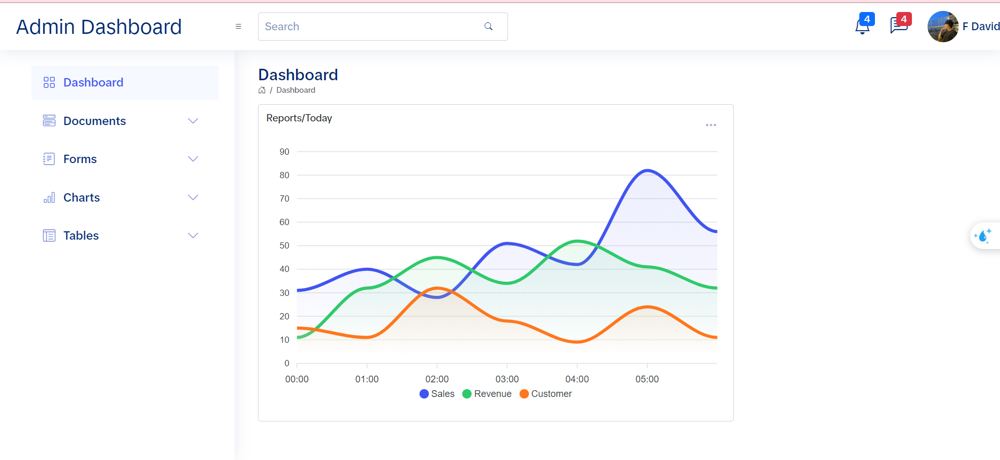 Admin Dashboard
Search
4
4
F David
Dashboard
Documents
Forms
Charts
Tables
Dashboard
/ Dashboard
Reports/Today
90
80
70
60
50
40
30
20
10
0
00:00 01:00 02:00 03:00 04:00 05:00
Sales Revenue Customer